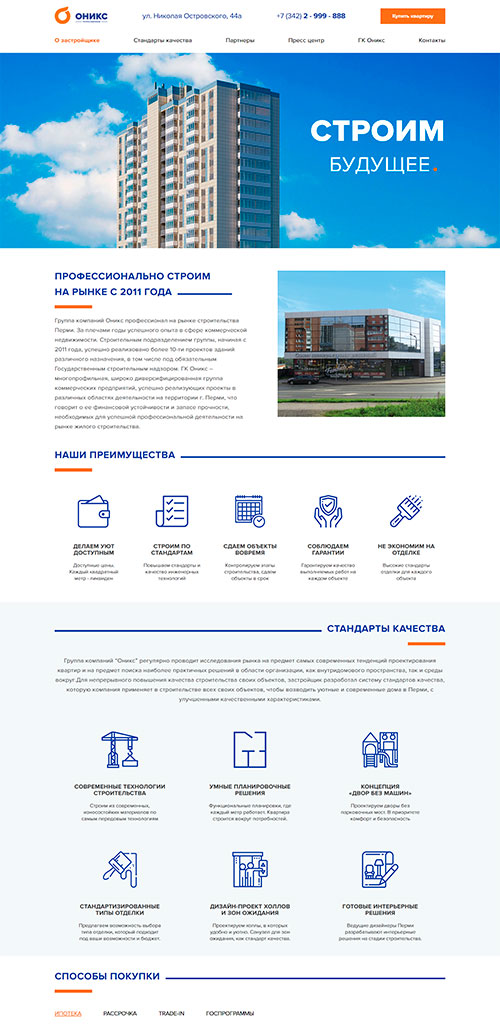 ОНИКС
ул. Николая Островского, 44а
+7 (342) 2 - 999 - 888
Купить квартиру
О застройщике
Стандарты качества
Партнеры
Пресс центр
ГК Оникс
Контакты
СТРОИМ
БУДУЩЕЕ.
ПРОФЕССИОНАЛЬНО СТРОИМ
НА РЫНКЕ С 2011 ГОДА
Группа компаний Оникс профессионал на рынке строительства
Перми. За плечами годы успешного опыта в сфере коммерческой
недвижимости. Строительным подразделением группы, начиная с
2011 года, успешно реализовано более 10-ти проектов зданий
различного назначения, в том числе под обязательным
Государственным строительным надзором. ГК Оникс –
многопрофильная, широко диверсифицированная группа
коммерческих предприятий, успешно реализующих проекты в
различных областях деятельности на территории г. Перми, что
говорит о ее финансовой устойчивости и запасе прочности,
необходимых для успешной профессиональной деятельности на
рынке жилого строительства.
НАШИ ПРЕИМУЩЕСТВА
ДЕЛАЕМ УЮТ
ДОСТУПНЫМ
Доступные цены.
Каждый квадратный
метр - ликвиден
СТРОИМ ПО
СТАНДАРТАМ
Повышаем стандарты и
качество инженерных
технологий
СДАЕМ ОБЪЕКТЫ
ВОВРЕМЯ
Контролируем этапы
строительства, сдаем
объекты в срок
СОБЛЮДАЕМ
ГАРАНТИИ
Гарантируем качество
выполняемых работ на
каждом объекте
НЕ ЭКОНОМИМ НА
ОТДЕЛКЕ
Высокие стандарты
отделки для каждого
объекта
СТАНДАРТЫ КАЧЕСТВА
Группа компаний "Оникс" регулярно проводит исследования рынка на предмет самых современных тенденций проектирования
квартир и на предмет поиска наиболее практичных решений в области организации, как внутридомового пространства, так и среды
вокруг.Для непрерывного повышения качества строительства своих объектов, застройщик разработал систему стандартов качества,
которую компания применяет в строительстве всех своих объектов, чтобы возводить уютные и современные дома в Перми, с
улучшенными качественными характеристиками.
СОВРЕМЕННЫЕ ТЕХНОЛОГИИ
СТРОИТЕЛЬСТВА
Строим из современных,
износостойких материалов по
самым передовым технологиям
УМНЫЕ ПЛАНИРОВОЧНЫЕ
РЕШЕНИЯ
Функциональные планировки, где
каждый метр работает. Квартира
строится вокруг потребностей.
КОНЦЕПЦИЯ
«ДВОР БЕЗ МАШИН»
Проектируем дворы без
парковочных мест. В приоритете
комфорт и безопасность
СТАНДАРТИЗИРОВАННЫЕ
ТИПЫ ОТДЕЛКИ
Предлагаем возможность выбора
типа отделки, который подходит
под ваши возможности и бюджет.
ДИЗАЙН-ПРОЕКТ ХОЛЛОВ
И ЗОН ОЖИДАНИЯ
Проектируем холлы, в которых
удобно и уютно. Санузел для зон
ожидания, как стандарт качества.
ГОТОВЫЕ ИНТЕРЬЕРНЫЕ
РЕШЕНИЯ
Ведущие дизайнеры Перми
разрабатывают интерьерные
решения на стадии строительства.
СПОСОБЫ ПОКУПКИ
ИПОТЕКА
РАССРОЧКА
TRADE-IN
ГОСПРОГРАММЫ